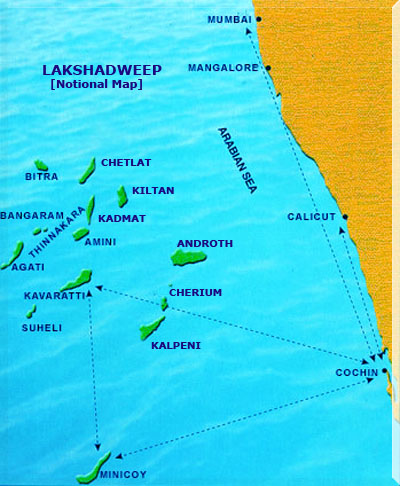 MUMBAI
MANGALORE
LAKSHADWEEP
[Notional Map]
ARABIAN SEA
CHETLAT
BITRA
KILTAN
BANGARAM
THINNAKARA
KADMAT
CALICUT
AMINI
ANDROTH
AGATI
KAVARATTI
CHERIUM
SUHELI
KALPENI
COCHIN
MINICOY